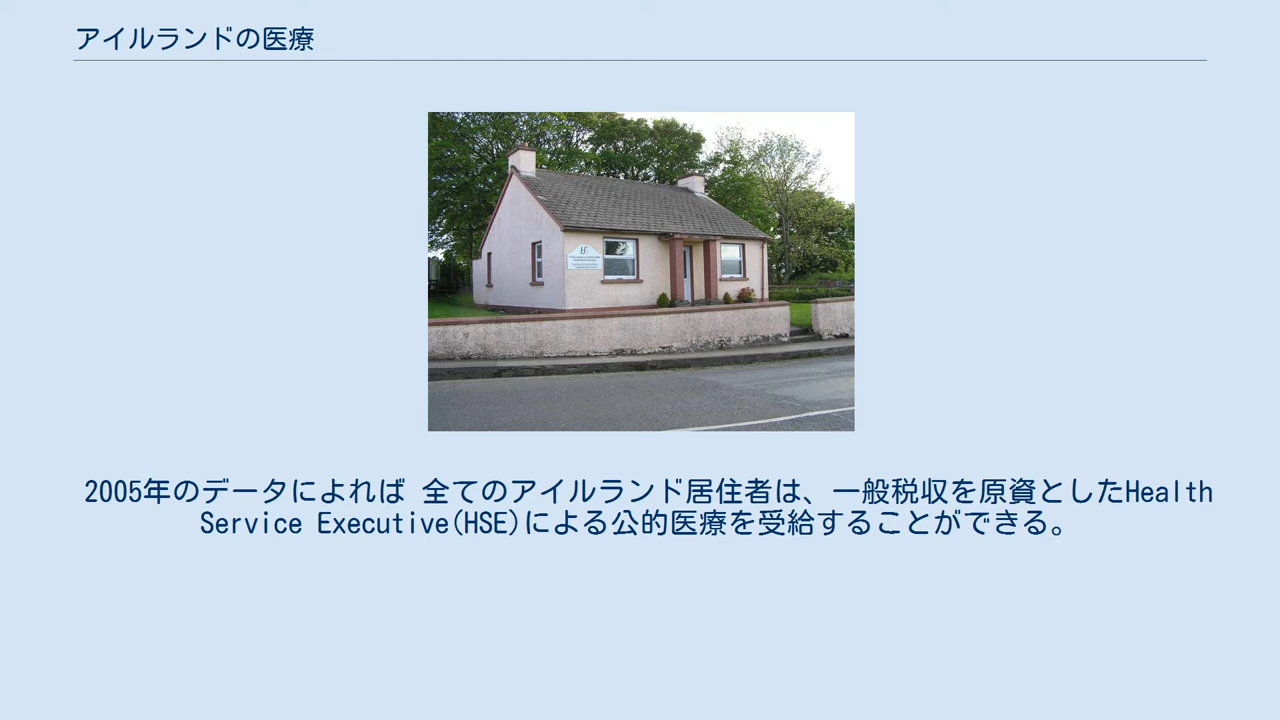 アイルランドの医療
2005年のデータによれば 全てのアイルランド居住者は、一般税収を原資としたHealth
Service Executive(HSE)による公的医療を受給することができる。